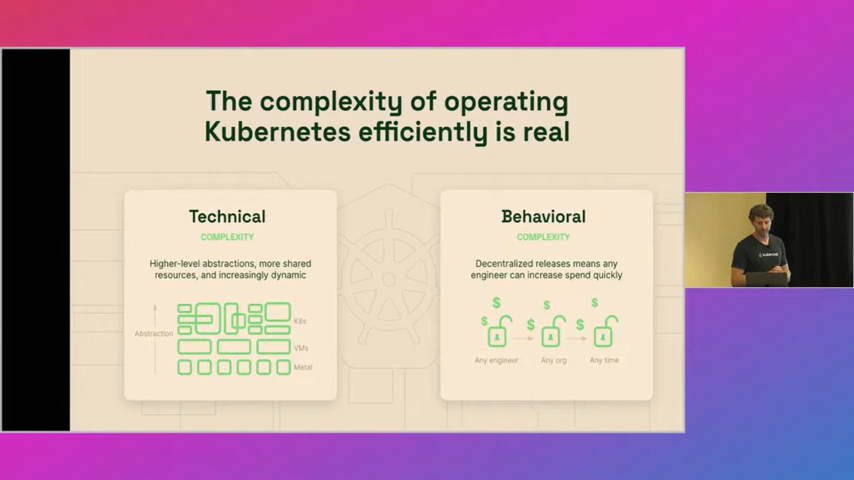 The complexity of operating
Kubernetes efficiently is real
Technical
COMPLEXITY
Higher-level abstractions, more shared
resources, and increasingly dynamic
Abstraction
K8s
VMs
Metal
Behavioral
COMPLEXITY
Decentralized releases means any
engineer can increase spend quickly
$ $ $
$ $ $
Any engineer
Any org
Any time
kubecost